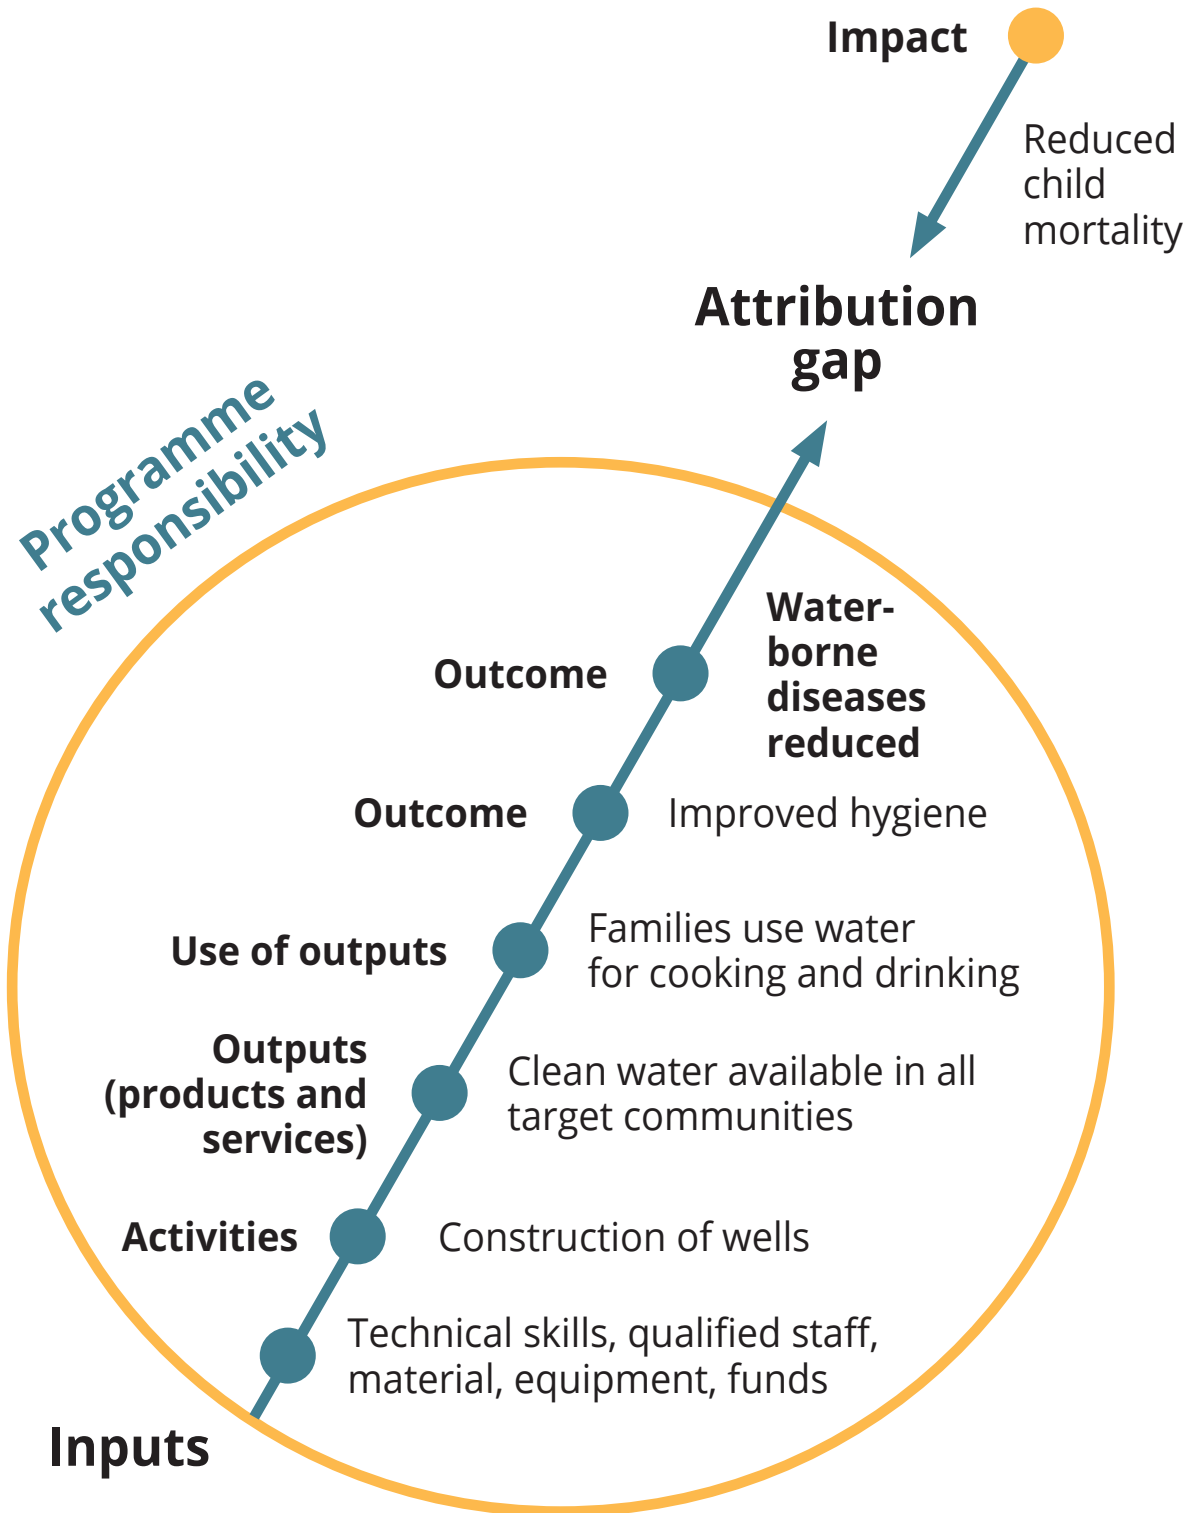 Impact
Reduced
child
mortality
Attribution
gap
Programme
responsibility
Outcome
Water-
borne
diseases
reduced
Outcome
Improved hygiene
Use of outputs
Families use water
for cooking and drinking
Outputs
(products and
services)
Clean water available in all
target communities
Activities
Construction of wells
Technical skills, qualified staff,
material, equipment, funds
Inputs